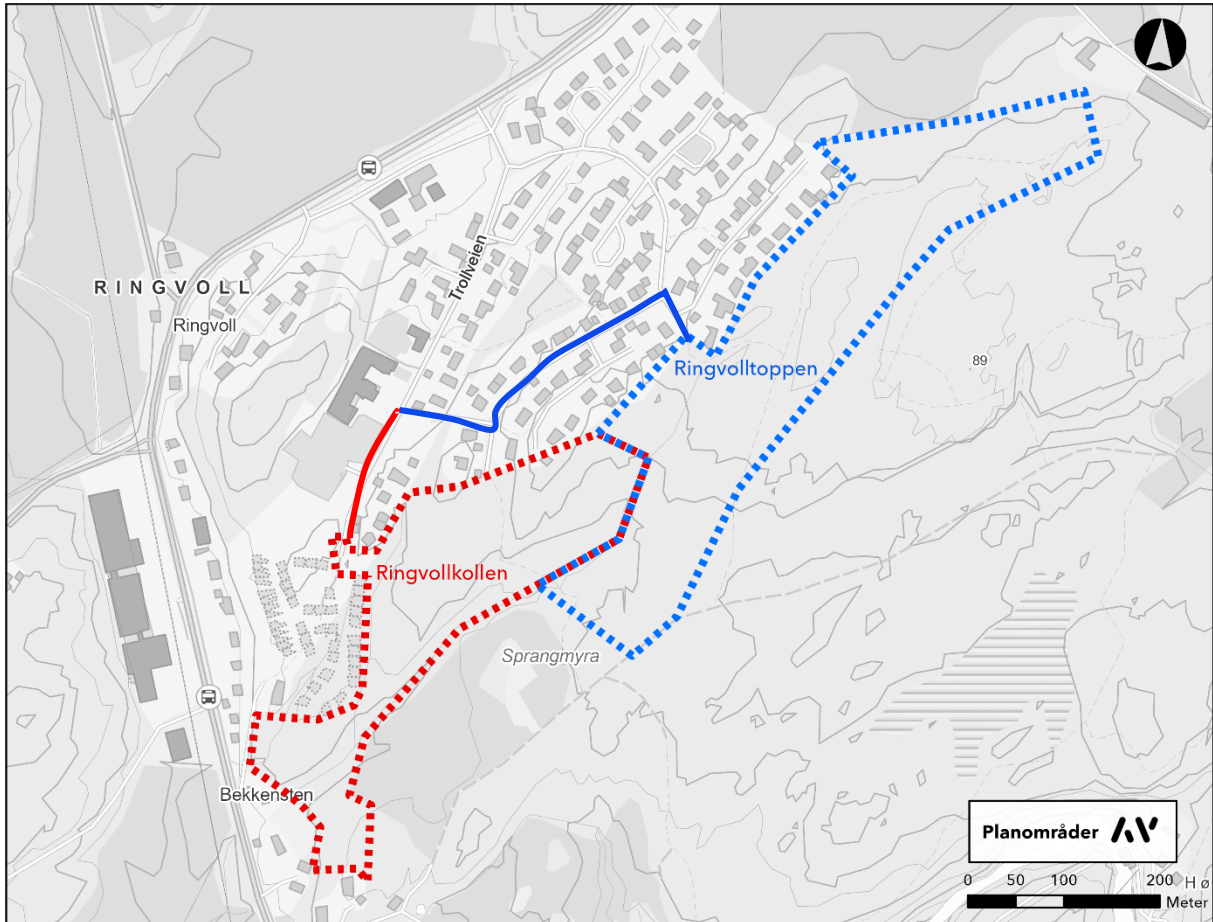 Trollveien
RINGVOLL
Ringvoll
Ringvolltoppen
89
Ringvollkollen
Sprangmyra
Bekkensten
Planområder
0 50 100 200
Meter
H ø